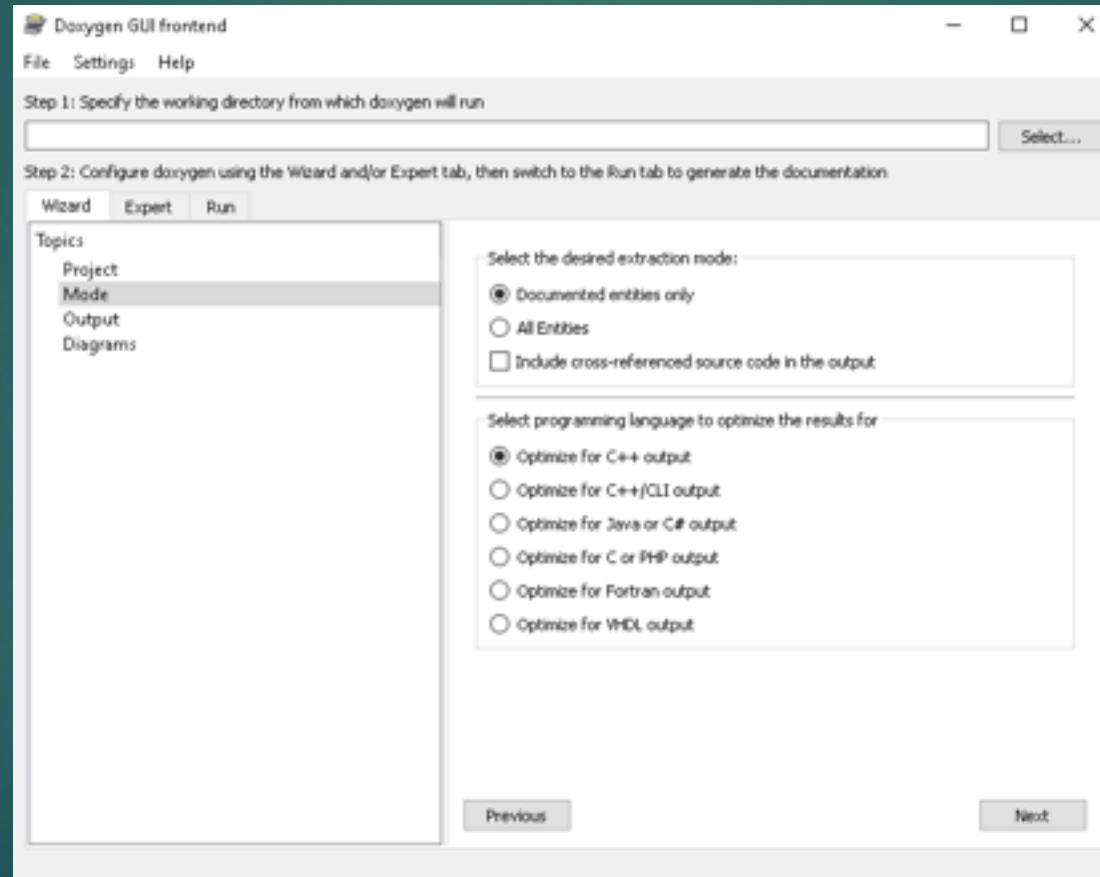 Doxygen GUI frontend
File Settings Help
Step 1: Specify the working directory from which doxygen will run
Select...
Step 2: Configure doxygen using the Wizard and/or Expert tab, then switch to the Run tab to generate the documentation
Wizard Expert Run
Topics
Project
Mode
Output
Diagrams
Select the desired extraction mode:
Documented entities only
All Entities
Include cross-referenced source code in the output
Select programming language to optimize the results for
Optimize for C++ output
Optimize for C++/CLI output
Optimize for Java or C# output
Optimize for C or PHP output
Optimize for Fortran output
Optimize for VHDL output
Previous Next